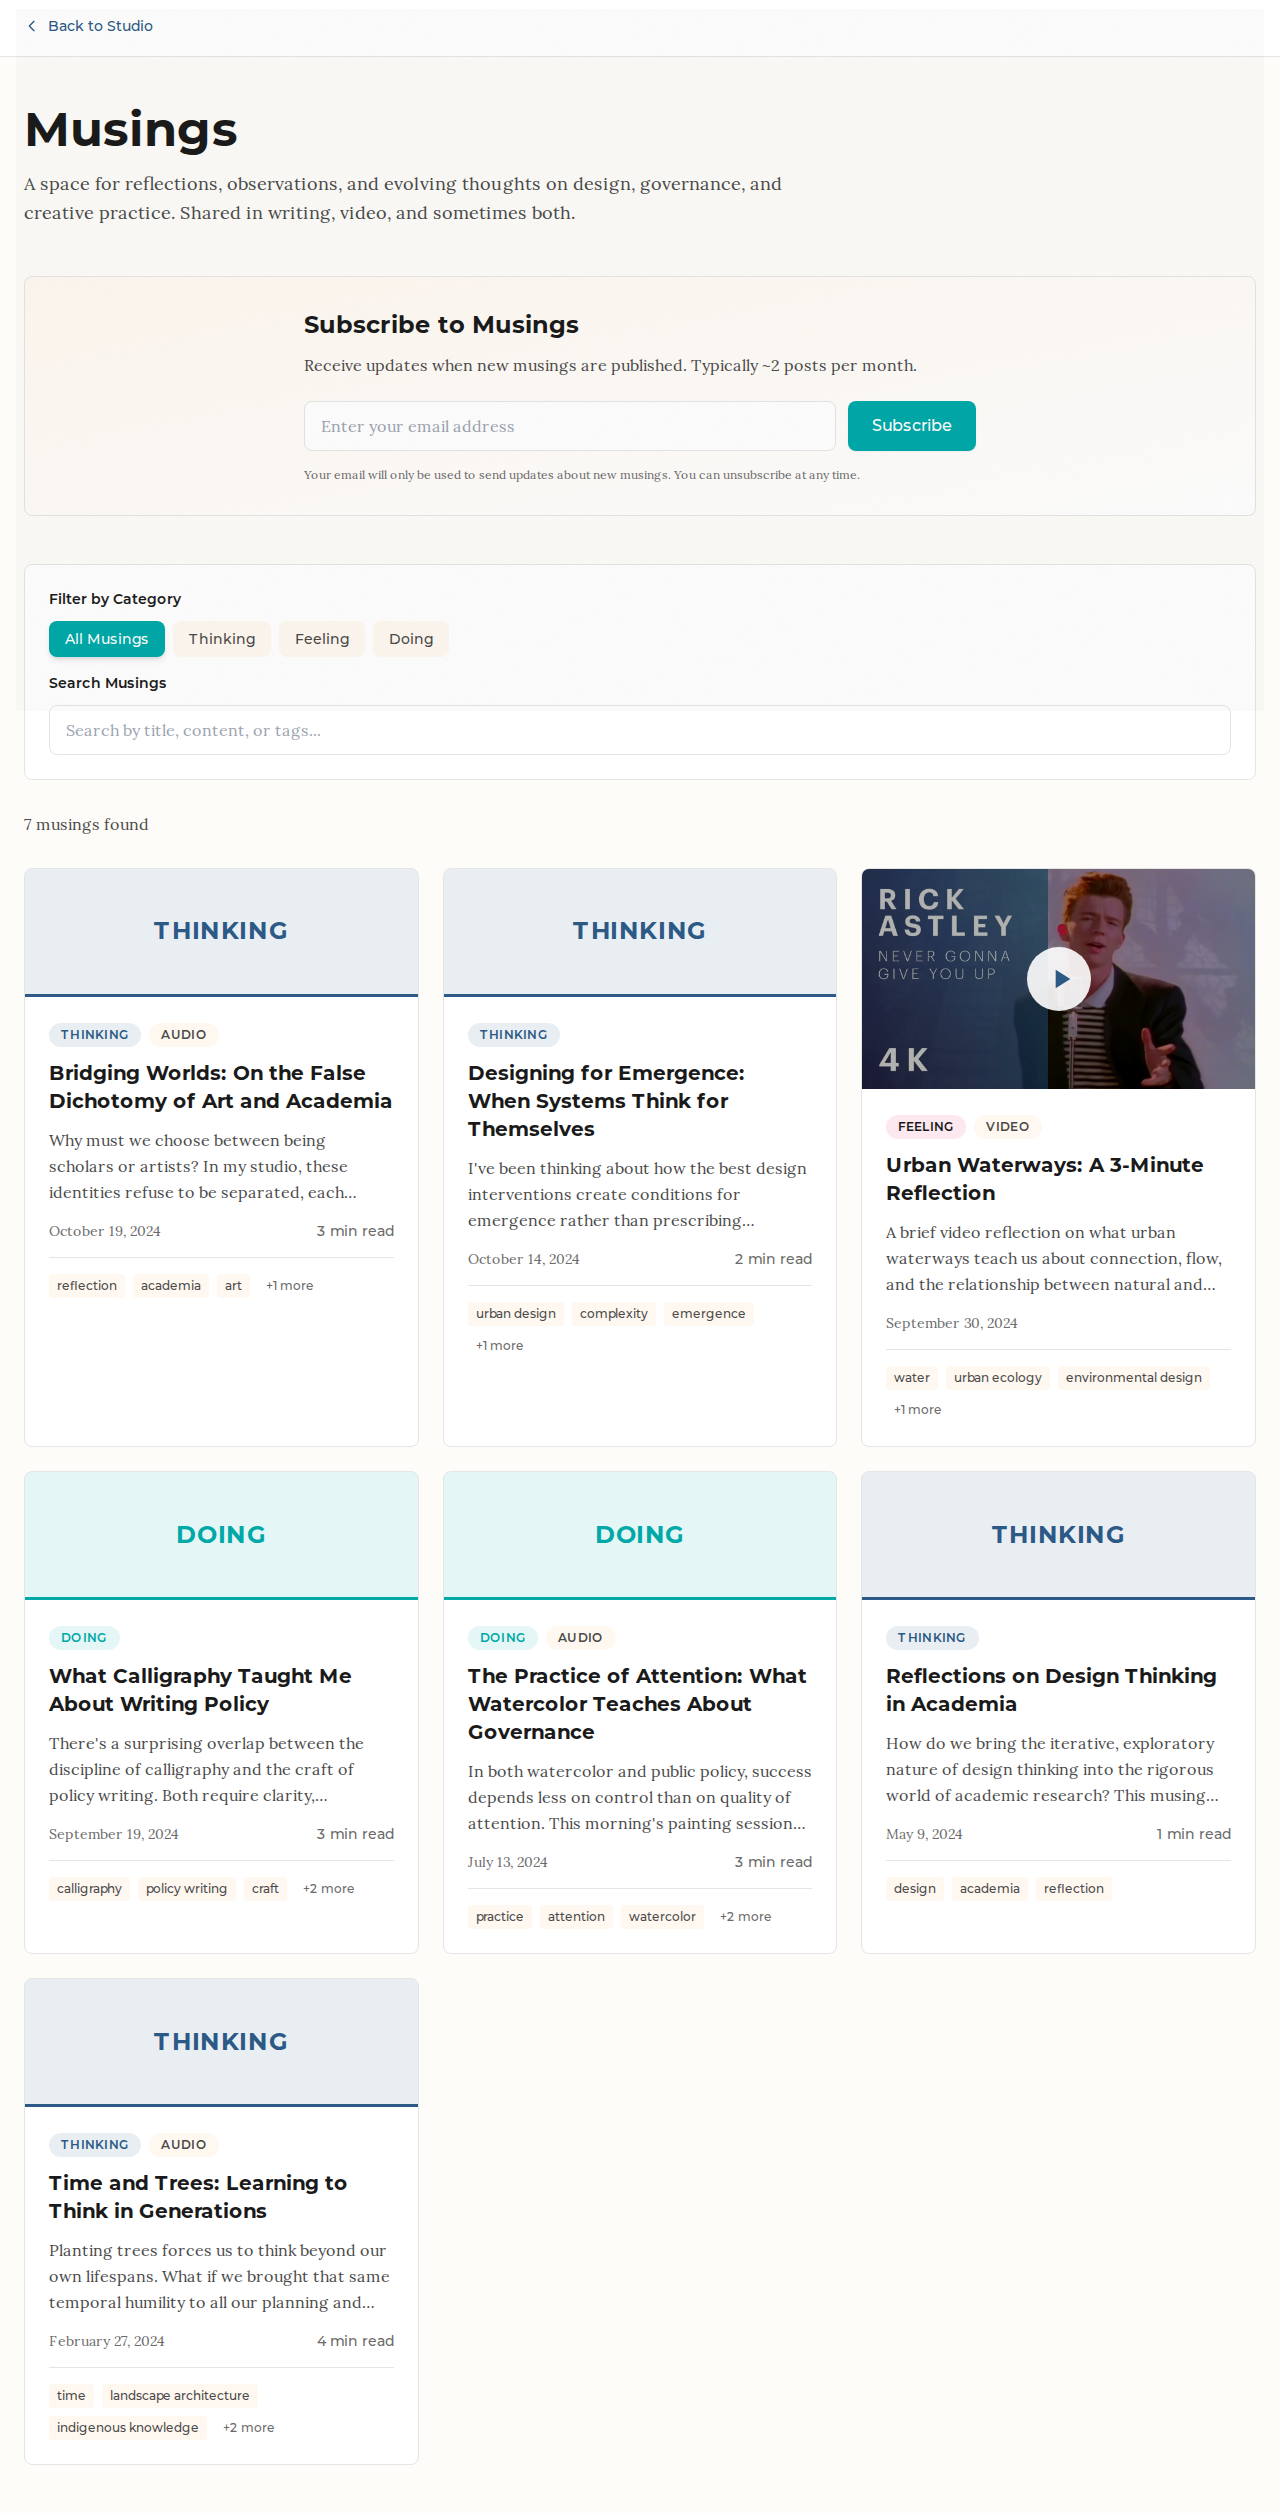 Back to Studio
Musings
A space for reflections, observations, and evolving thoughts on design, governance, and
creative practice. Shared in writing, video, and sometimes both.
Subscribe to Musings
Receive updates when new musings are published. Typically ~2 posts per month.
Enter your email address
Subscribe
Your email will only be used to send updates about new musings. You can unsubscribe at any time.
Filter by Category
All Musings Thinking Feeling Doing
Search Musings
Search by title, content, or tags...
7 musings found
THINKING
THINKING AUDIO
Bridging Worlds: On the False
Dichotomy of Art and Academia
Why must we choose between being
scholars or artists? In my studio, these
identities refuse to be separated, each...
October 19, 2024 3 min read
reflection academia art +1 more
THINKING
THINKING
Designing for Emergence:
When Systems Think for
Themselves
I've been thinking about how the best design
interventions create conditions for
emergence rather than prescribing...
October 14, 2024 2 min read
urban design complexity emergence
+1 more
RICK
ASTLEY
NEVER GONNA
GIVE YOU UP
4K
FEELING VIDEO
Urban Waterways: A 3-Minute
Reflection
A brief video reflection on what urban
waterways teach us about connection, flow,
and the relationship between natural and...
September 30, 2024
water urban ecology environmental design
+1 more
DOING
DOING
What Calligraphy Taught Me
About Writing Policy
There's a surprising overlap between the
discipline of calligraphy and the craft of
policy writing. Both require clarity,...
September 19, 2024 3 min read
calligraphy policy writing craft +2 more
DOING
DOING AUDIO
The Practice of Attention: What
Watercolor Teaches About
Governance
In both watercolor and public policy, success
depends less on control than on quality of
attention. This morning's painting session...
July 13, 2024 3 min read
practice attention watercolor +2 more
THINKING
THINKING
Reflections on Design Thinking
in Academia
How do we bring the iterative, exploratory
nature of design thinking into the rigorous
world of academic research? This musing...
May 9, 2024 1 min read
design academia reflection
THINKING
THINKING AUDIO
Time and Trees: Learning to
Think in Generations
Planting trees forces us to think beyond our
own lifespans. What if we brought that same
temporal humility to all our planning and...
February 27, 2024 4 min read
time landscape architecture
indigenous knowledge +2 more